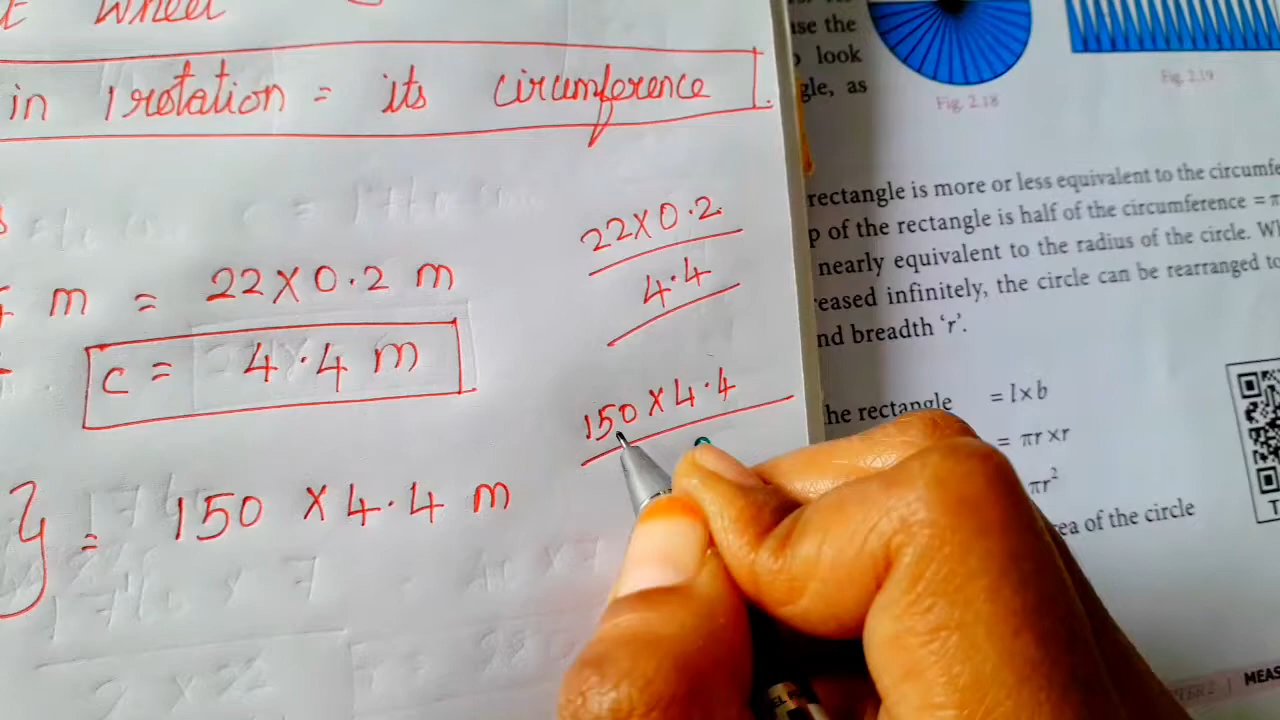 t wheel
in 1 rotation = its circumference.
m = 22 X 0.2 m
c = 4.4 m
= 150 X 4.4 m
22 X 0.2
4.4
150 X 4.4
use the
look
gle, as
Fig. 2.18
Fig. 2.19
rectangle is more or less equivalent to the circumfe
p of the rectangle is half of the circumference = π
nearly equivalent to the radius of the circle. Wh
eased infinitely, the circle can be rearranged to
nd breadth ‘r’.
he rectangle = l × b
= πr × r
πr²
ea of the circle
MEAS